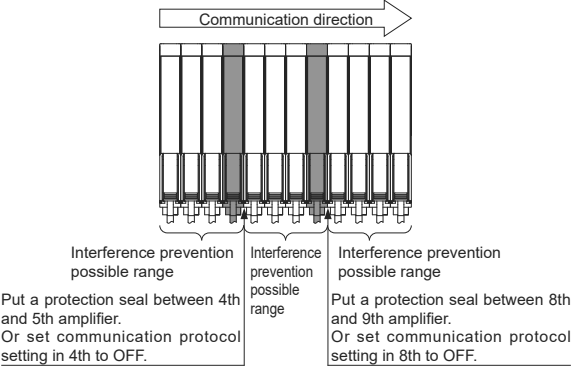 Communication direction
Interference prevention
possible range
Interference
prevention
possible
range
Interference prevention
possible range
Put a protection seal between 4th
and 5th amplifier.
Or set communication protocol
setting in 4th to OFF.
Put a protection seal between 8th
and 9th amplifier.
Or set communication protocol
setting in 8th to OFF.